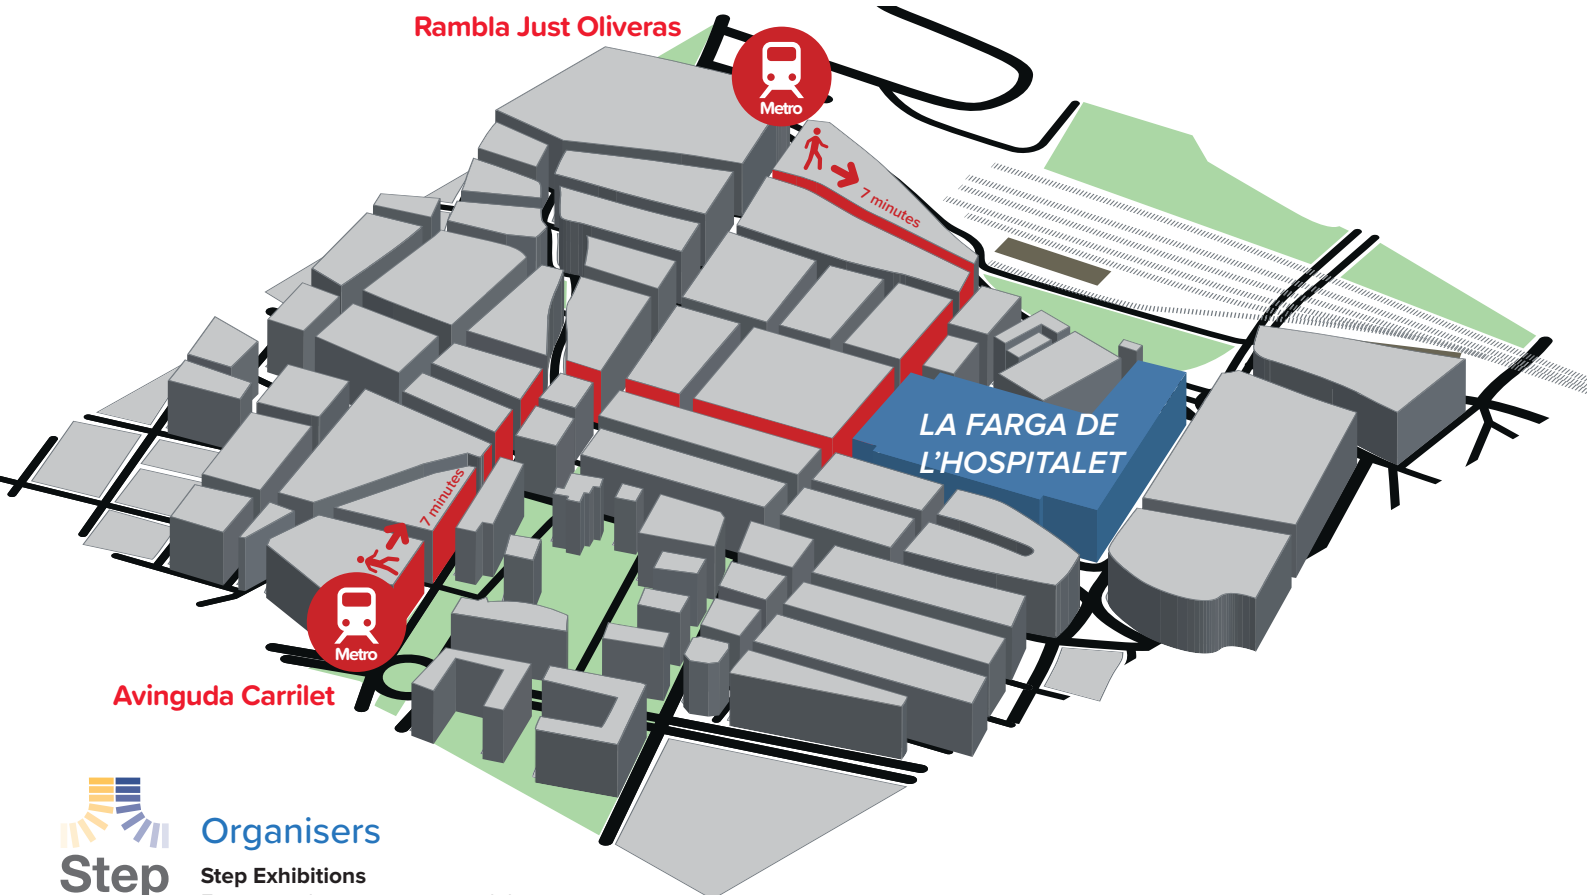 Rambla Just Oliveras
Metro
7 minutes
LA FARGA DE
L'HOSPITALET
7 minutes
Metro
Avinguda Carrilet
Organisers
Step
Step Exhibitions